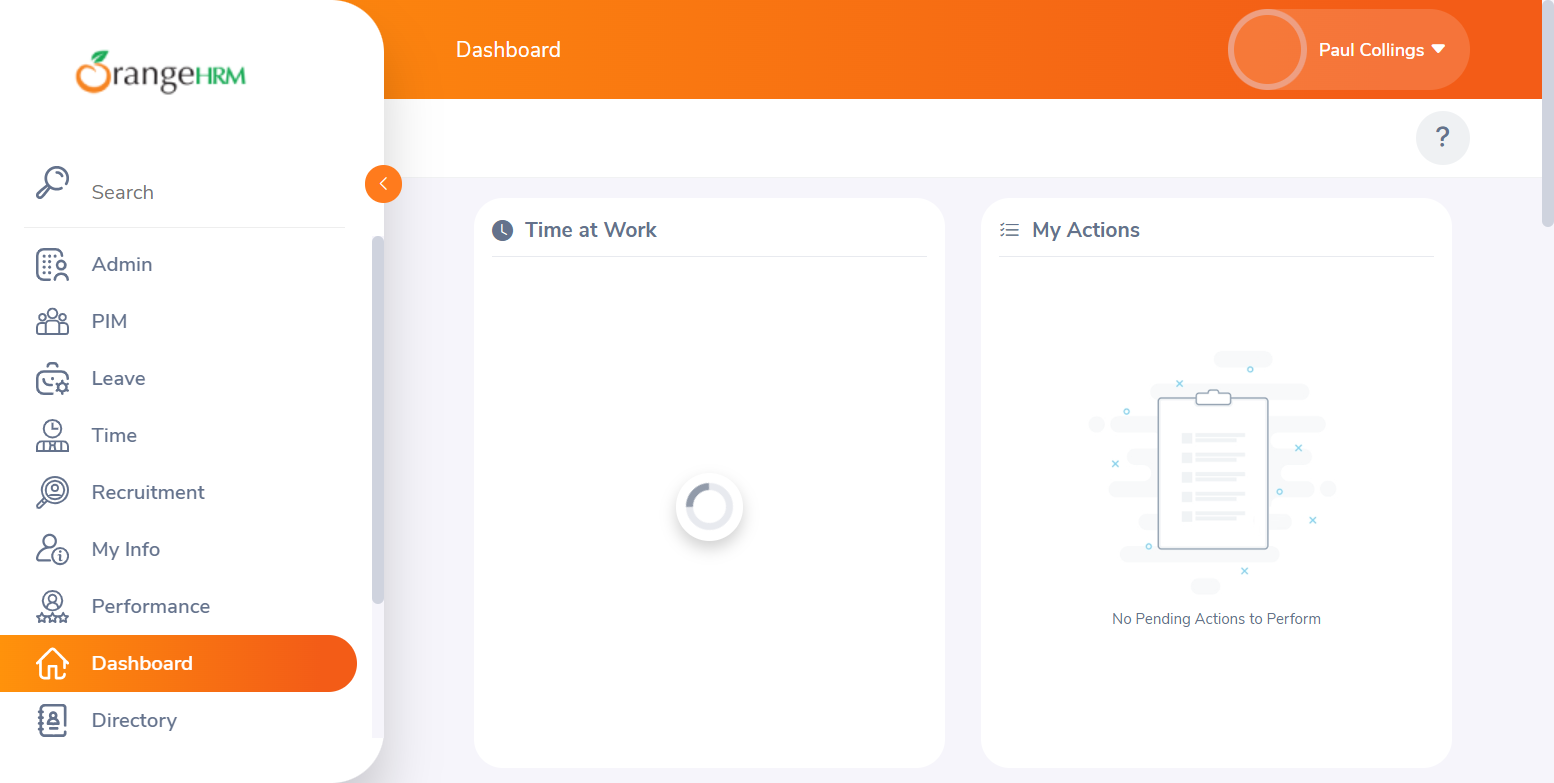 OrangeHRM
Dashboard
Paul Collings
?
Search
Admin
PIM
Leave
Time
Recruitment
My Info
Performance
Dashboard
Directory
Time at Work
My Actions
No Pending Actions to Perform